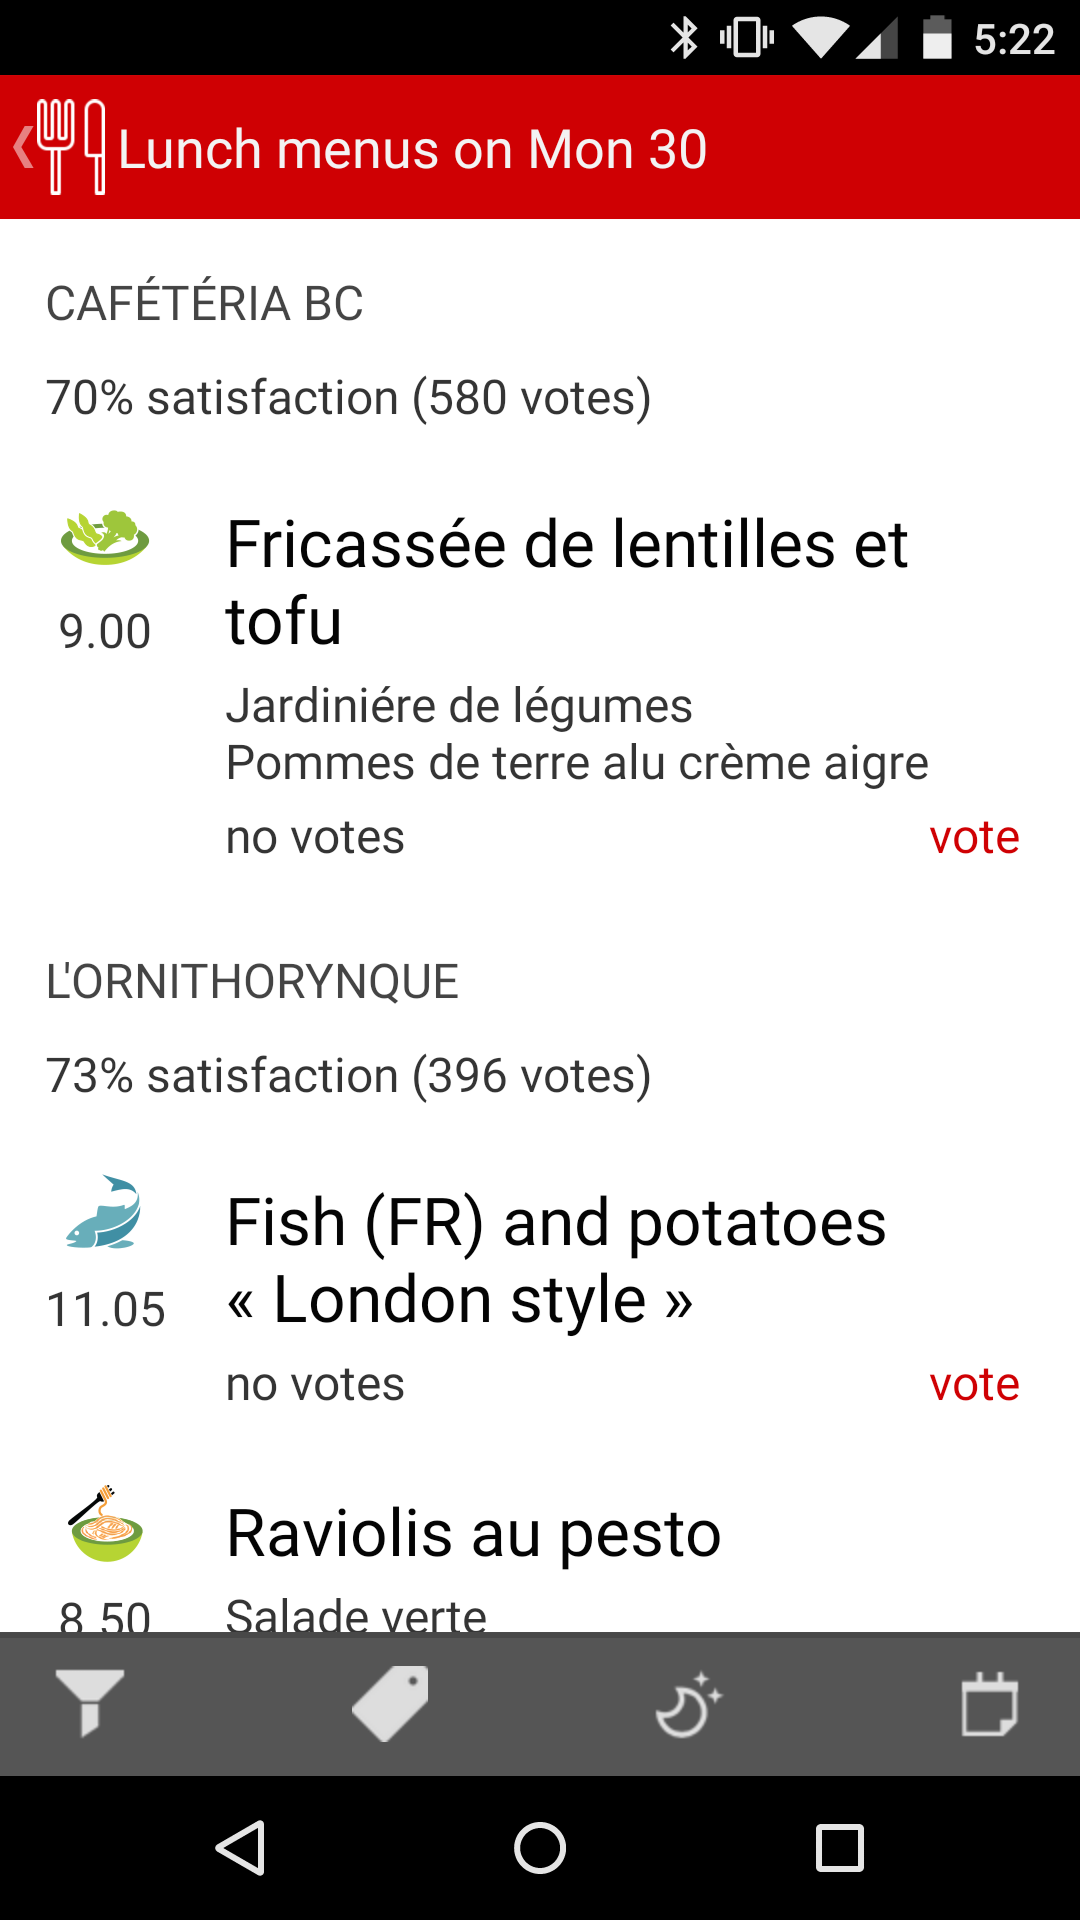 5:22
Lunch menus on Mon 30
CAFÉTÉRIA BC
70% satisfaction (580 votes)
Fricassée de lentilles et
tofu
9.00
Jardiniére de légumes
Pommes de terre alu crème aigre
no votes
vote
L'ORNITHORYNQUE
73% satisfaction (396 votes)
Fish (FR) and potatoes
« London style »
11.05
no votes
vote
Raviolis au pesto
8.50
Salade verte